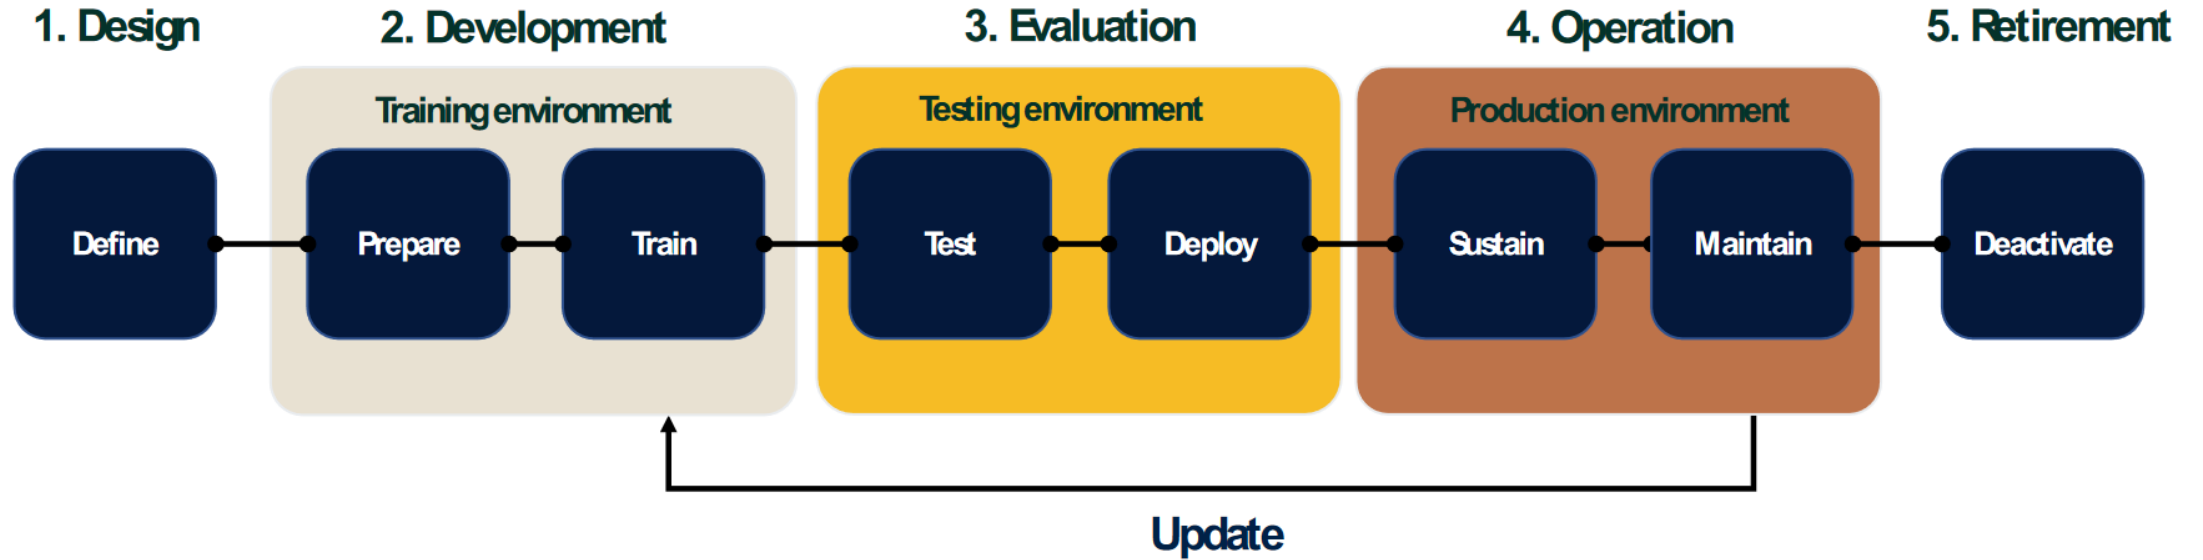 1. Design
2. Development
3. Evaluation
4. Operation
5. Retirement
Training environment
Testing environment
Production environment
Define
Prepare
Train
Test
Deploy
Sustain
Maintain
Deactivate
Update